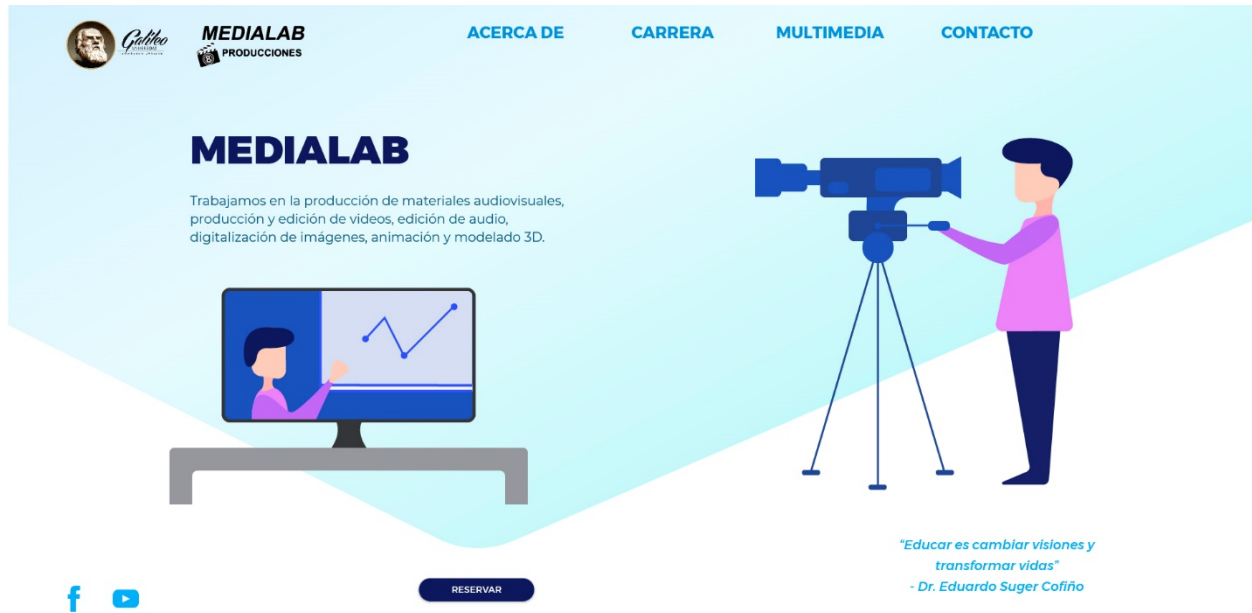 Galileo
MEDIALAB
PRODUCCIONES
ACERCA DE
CARRERA
MULTIMEDIA
CONTACTO
MEDIALAB
Trabajamos en la producción de materiales audiovisuales,
producción y edición de videos, edición de audio,
digitalización de imágenes, animación y modelado 3D.
"Educar es cambiar visiones y
transformar vidas"
- Dr. Eduardo Suger Cofiño
RESERVAR